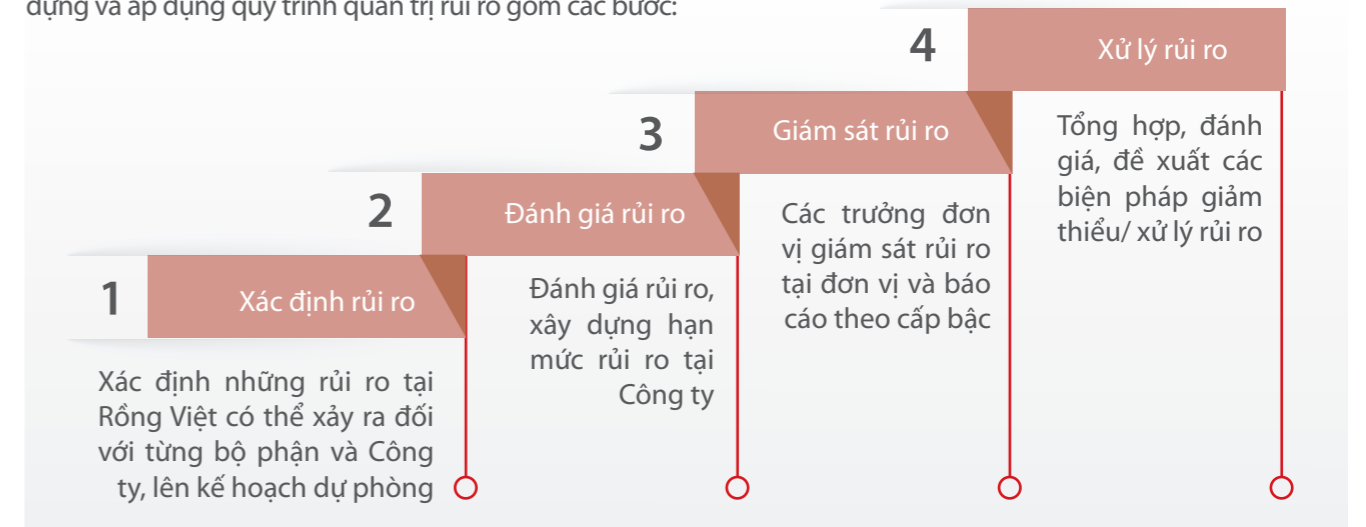 dựng và áp dụng quy trình quản trị rủi ro gồm các bước:
1
Xác định rủi ro
Xác định những rủi ro tại
Rồng Việt có thể xảy ra đối
với từng bộ phận và Công
ty, lên kế hoạch dự phòng
2
Đánh giá rủi ro
Đánh giá rủi ro,
xây dựng hạn
mức rủi ro tại
Công ty
3
Giám sát rủi ro
Các trưởng đơn
vị giám sát rủi ro
tại đơn vị và báo
cáo theo cấp bậc
4
Xử lý rủi ro
Tổng hợp, đánh
giá, đề xuất các
biện pháp giảm
thiểu/ xử lý rủi ro